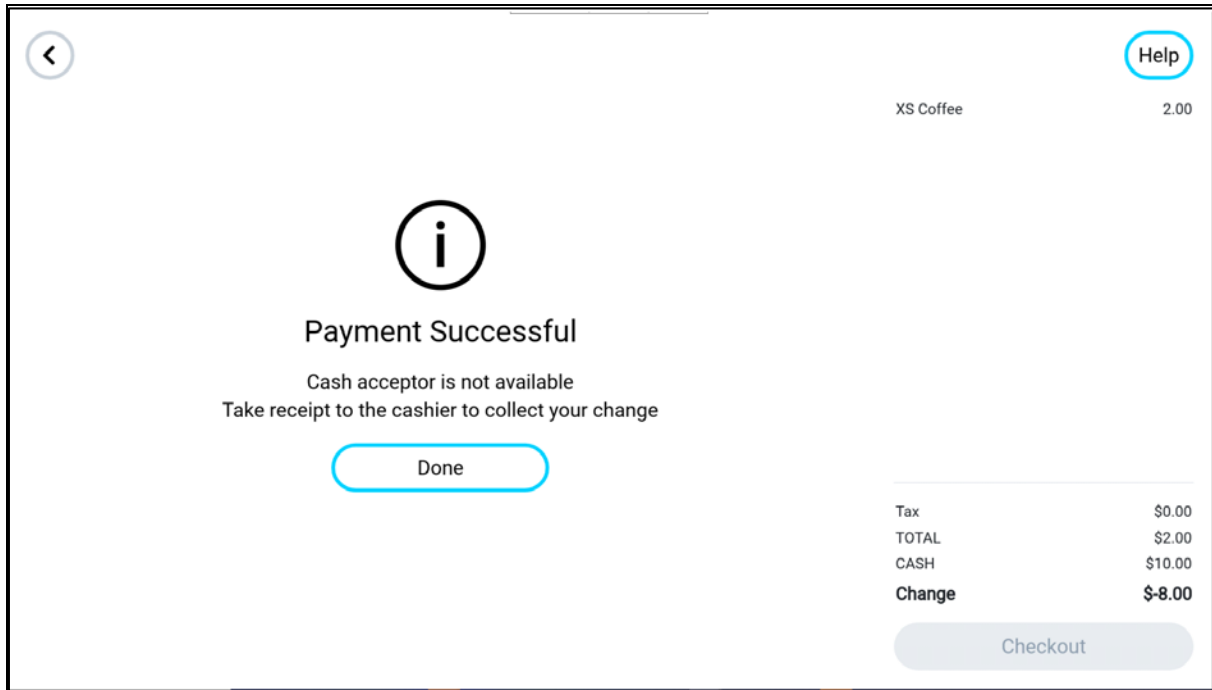 Help
XS Coffee 2.00
i
Payment Successful
Cash acceptor is not available
Take receipt to the cashier to collect your change
Done
Tax $0.00
TOTAL $2.00
CASH $10.00
Change $-8.00
Checkout